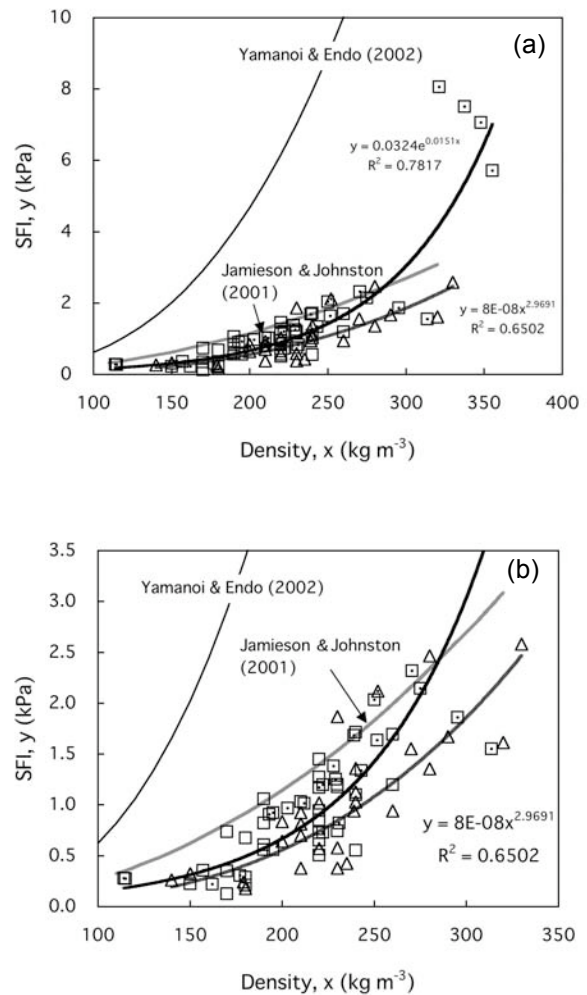 (a)
10
8
6
4
2
0
SFI, y (kPa)
Yamanoi & Endo (2002)
y = 0.0324e^0.0151x
R² = 0.7817
Jamieson & Johnston
(2001)
y = 8E-08x^2.9691
R² = 0.6502
100 150 200 250 300 350 400
Density, x (kg m⁻³)
(b)
3.5
3.0
2.5
2.0
1.5
1.0
0.5
0.0
SFI, y (kPa)
Yamanoi & Endo (2002)
Jamieson & Johnston
(2001)
y = 8E-08x^2.9691
R² = 0.6502
100 150 200 250 300 350
Density, x (kg m⁻³)